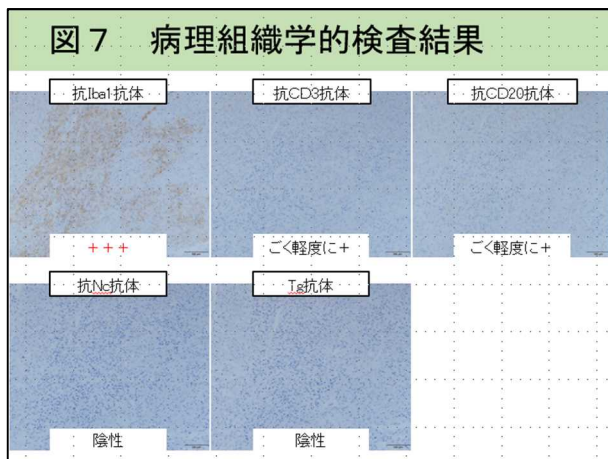 図７　病理組織学的検査結果
抗Iba1抗体
抗CD3抗体
抗CD20抗体
+++
ごく軽度に+
ごく軽度に+
抗Nc抗体
Tg抗体
陰性
陰性